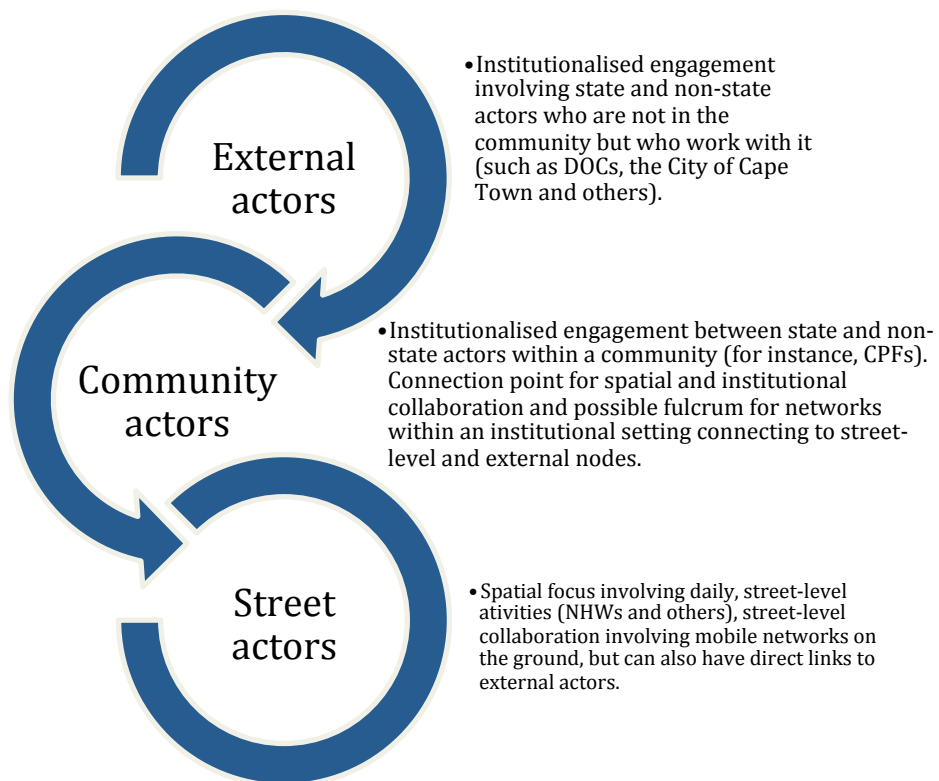 External
actors
•Institutionalised engagement
involving state and non-state
actors who are not in the
community but who work with it
(such as DOCs, the City of Cape
Town and others).
Community
actors
•Institutionalised engagement between state and non-
state actors within a community (for instance, CPFs).
Connection point for spatial and institutional
collaboration and possible fulcrum for networks
within an institutional setting connecting to street-
level and external nodes.
Street
actors
•Spatial focus involving daily, street-level
ativities (NHWs and others), street-level
collaboration involving mobile networks on
the ground, but can also have direct links to
external actors.